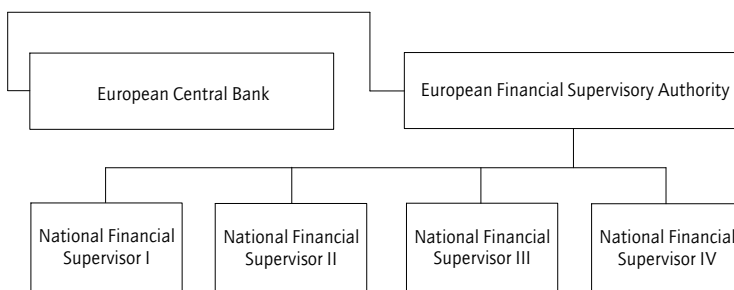 European Central Bank
European Financial Supervisory Authority
National Financial
Supervisor I
National Financial
Supervisor II
National Financial
Supervisor III
National Financial
Supervisor IV